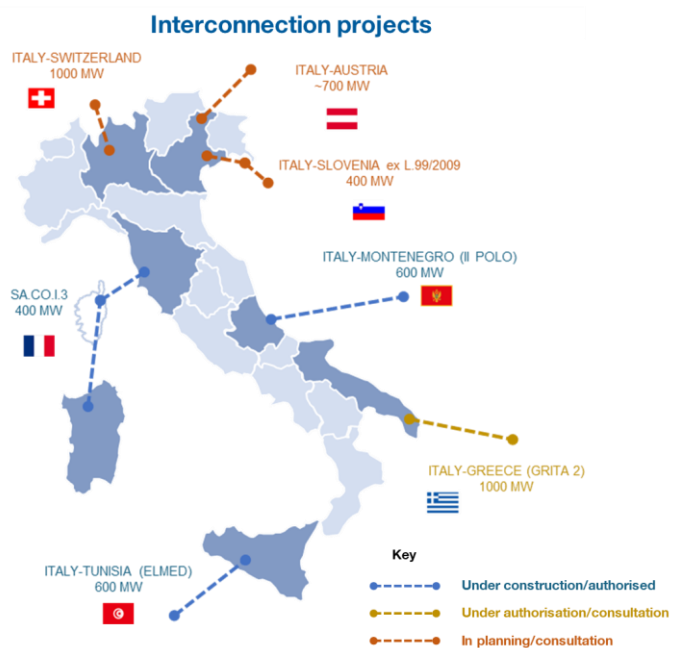 Interconnection projects
ITALY-SWITZERLAND
1000 MW
ITALY-AUSTRIA
~700 MW
ITALY-SLOVENIA ex L.99/2009
400 MW
ITALY-MONTENEGRO (II POLO)
600 MW
SA.CO.I.3
400 MW
ITALY-GREECE (GRITA 2)
1000 MW
ITALY-TUNISIA (ELMED)
600 MW
Key
Under construction/authorised
Under authorisation/consultation
In planning/consultation